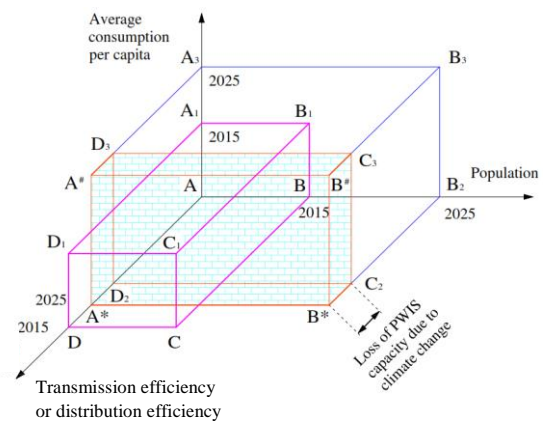 Average
consumption
per capita
A3
B3
2025
A1
B1
2015
D3
C3
A#
A
B
B#
Population
B2
2015
2025
D1
C1
2025
D2
C2
2015
A*
B*
D
C
Loss of PWIS
capacity due to
climate change
Transmission efficiency
or distribution efficiency